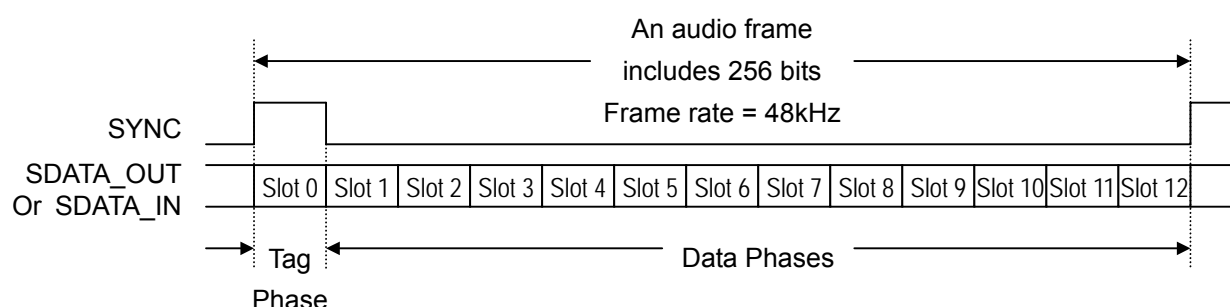 An audio frame
includes 256 bits
Frame rate = 48kHz
SYNC
SDATA_OUT
Or SDATA_IN
Slot 0 Slot 1 Slot 2 Slot 3 Slot 4 Slot 5 Slot 6 Slot 7 Slot 8 Slot 9 Slot 10 Slot 11 Slot 12
Tag
Phase
Data Phases